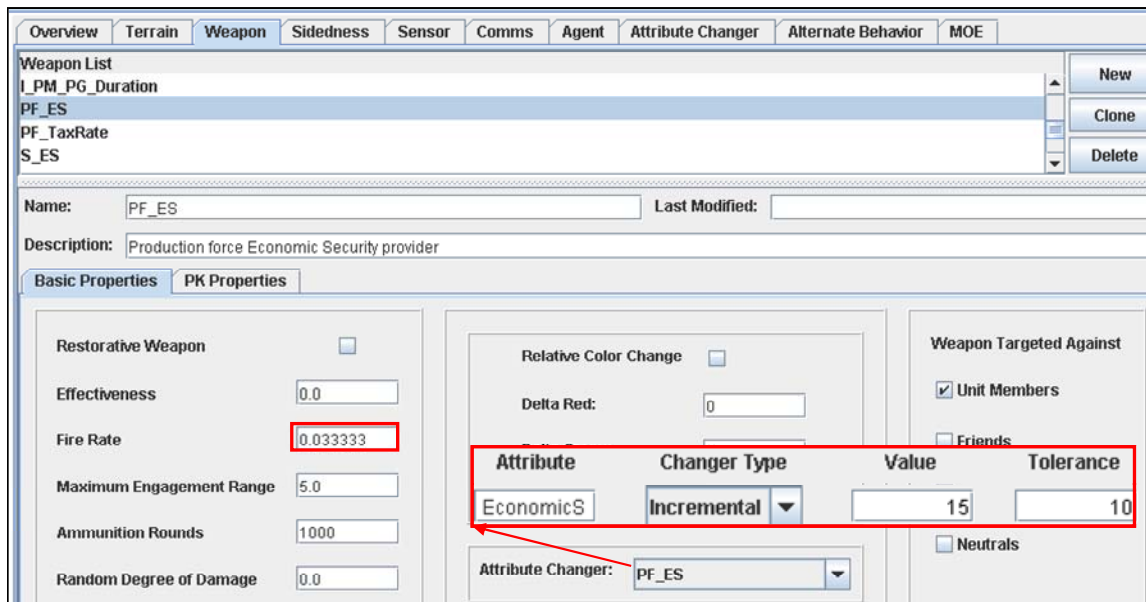 Overview Terrain Weapon Sidedness Sensor Comms Agent Attribute Changer Alternate Behavior MOE
Weapon List
I_PM_PG_Duration
PF_ES
PF_TaxRate
S_ES
New
Clone
Delete
Name: PF_ES Last Modified:
Description: Production force Economic Security provider
Basic Properties PK Properties
Restorative Weapon
Effectiveness 0.0
Fire Rate 0.033333
Maximum Engagement Range 5.0
Ammunition Rounds 1000
Random Degree of Damage 0.0
Relative Color Change
Delta Red: 0
Attribute Changer Type Value Tolerance
EconomicS Incremental 15 10
Attribute Changer: PF_ES
Weapon Targeted Against
Unit Members
Friends
Neutrals